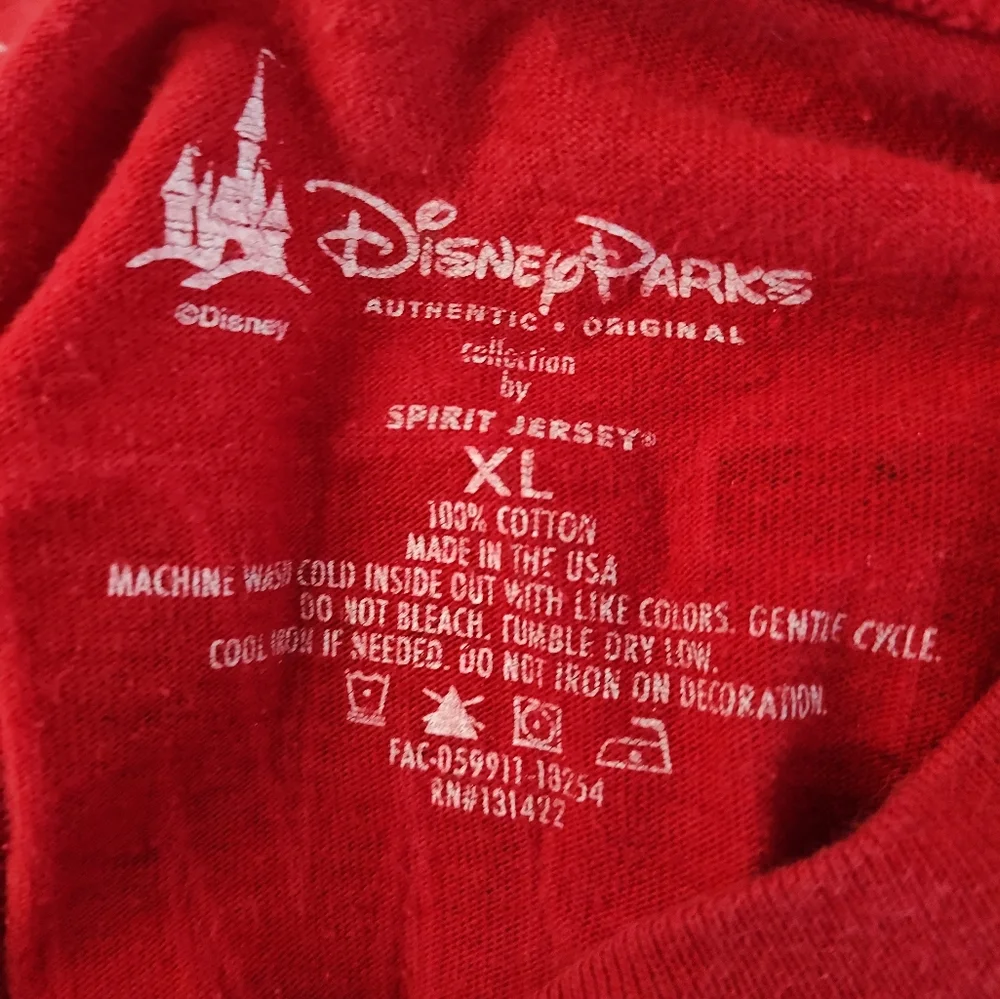 DISNEY PARKS
©Disney
AUTHENTIC • ORIGINAL
collection
by
SPIRIT JERSEY®
XL
100% COTTON
MADE IN THE USA
MACHINE WASH COLD INSIDE OUT WITH LIKE COLORS. GENTLE CYCLE.
DO NOT BLEACH. TUMBLE DRY LOW.
COOL IRON IF NEEDED. DO NOT IRON ON DECORATION.
FAC-059911-18254
RN#131422